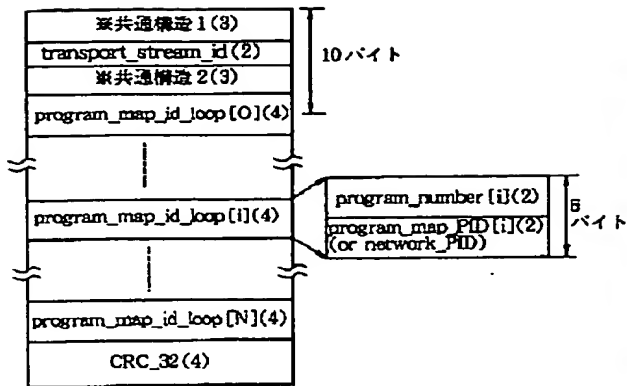 ※共通構造1(3)
transport_stream_id(2)
※共通構造2(3)
program_map_id_loop[0](4)
10バイト
program_map_id_loop[i](4)
program_number[i](2)
program_map_PID[i](2)
(or network_PID)
バイト
program_map_id_loop[N](4)
CRC_32(4)